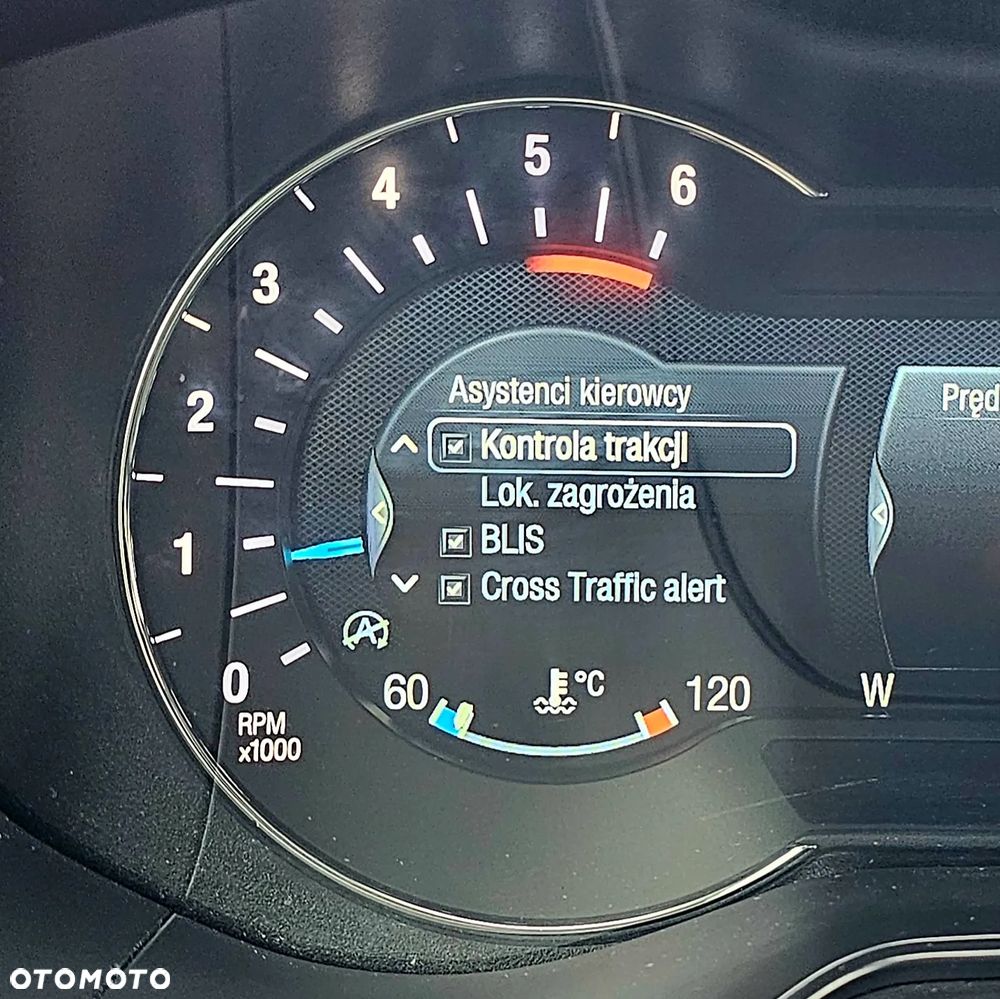 5
4
6
3
2
1
0
RPM
x1000
Asystenci kierowcy
Kontrola trakcji
Lok. zagrożenia
BLIS
Cross Traffic alert
A
60
°C
120
Pręd
W
OTOMOTO